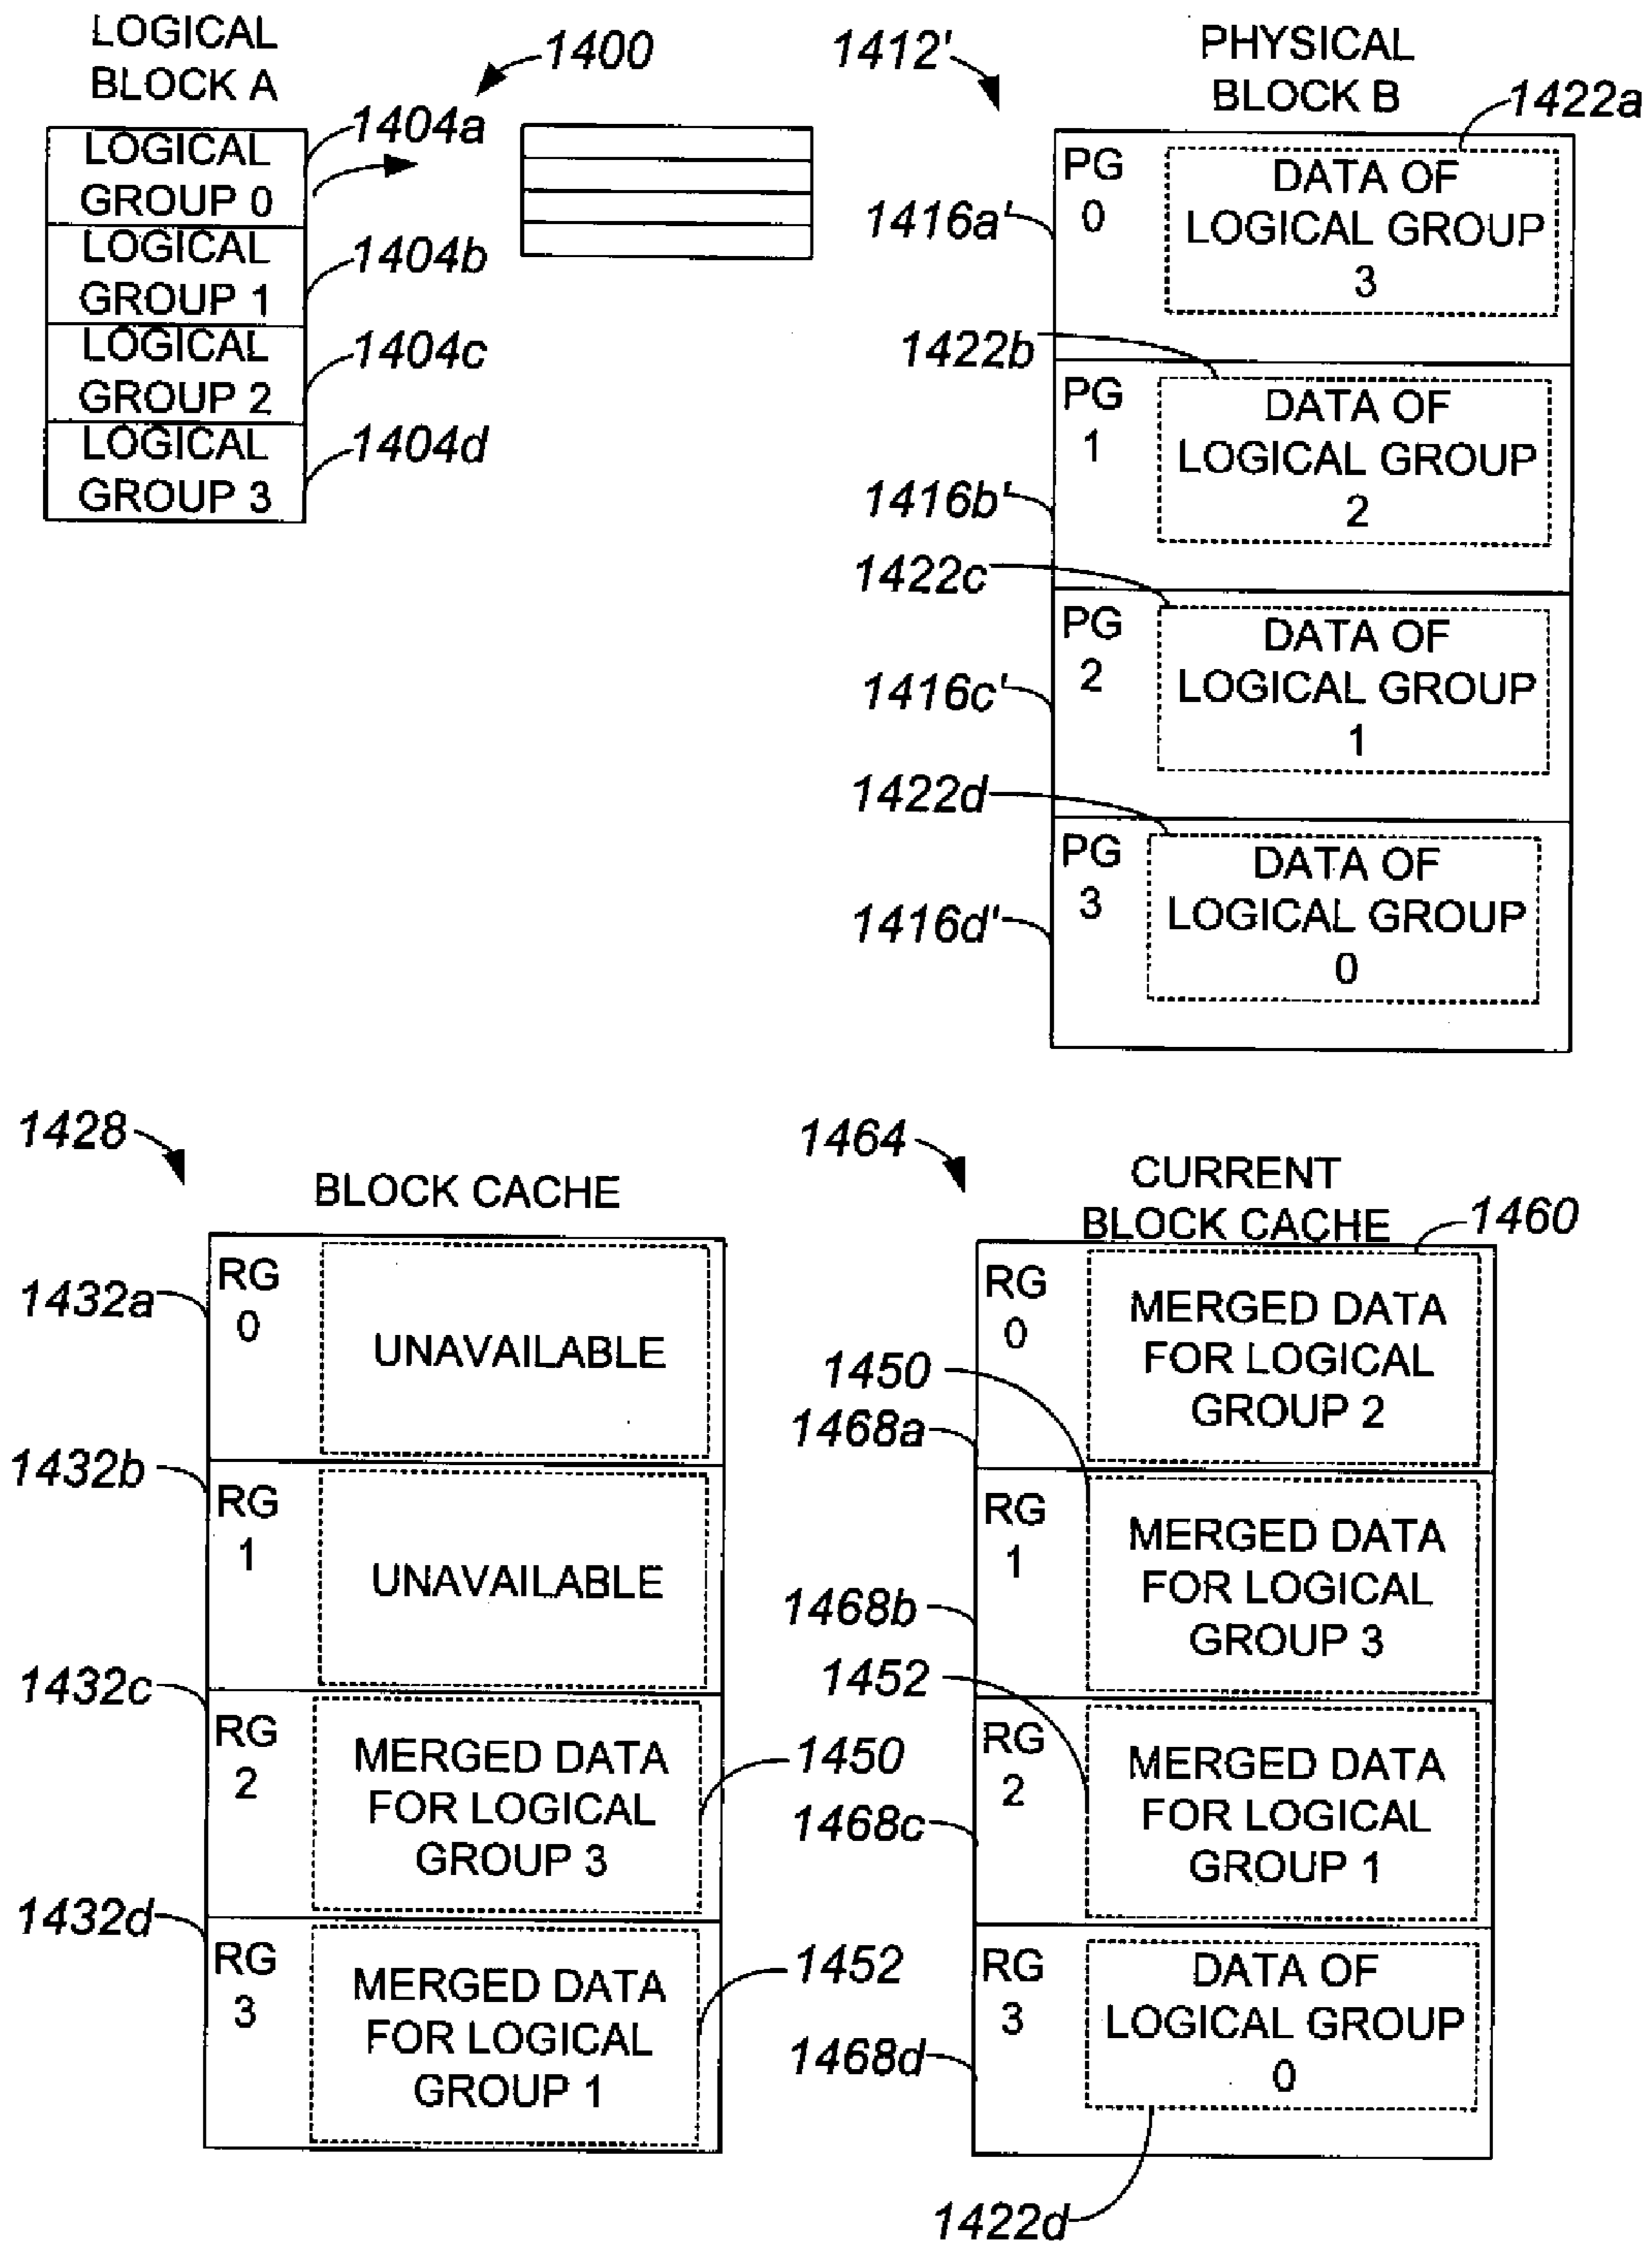 LOGICAL
BLOCK A
1400
1412'
PHYSICAL
BLOCK B
1422a
LOGICAL
GROUP 0
1404a
LOGICAL
GROUP 1
1404b
LOGICAL
GROUP 2
1404c
LOGICAL
GROUP 3
1404d
PG
0
DATA OF
LOGICAL GROUP
3
1416a'
1422b
PG
1
DATA OF
LOGICAL GROUP
2
1416b'
1422c
PG
2
DATA OF
LOGICAL GROUP
1
1416c'
1422d
PG
3
DATA OF
LOGICAL GROUP
0
1416d'
1428
BLOCK CACHE
RG
0
UNAVAILABLE
1432a
1432b
RG
1
UNAVAILABLE
1432c
RG
2
MERGED DATA
FOR LOGICAL
GROUP 3
1450
1432d
RG
3
MERGED DATA
FOR LOGICAL
GROUP 1
1452
1464
CURRENT
BLOCK CACHE
1460
RG
0
MERGED DATA
FOR LOGICAL
GROUP 2
1450
1468a
RG
1
MERGED DATA
FOR LOGICAL
GROUP 3
1468b
1452
RG
2
MERGED DATA
FOR LOGICAL
GROUP 1
1468c
RG
3
DATA OF
LOGICAL GROUP
0
1468d
1422d